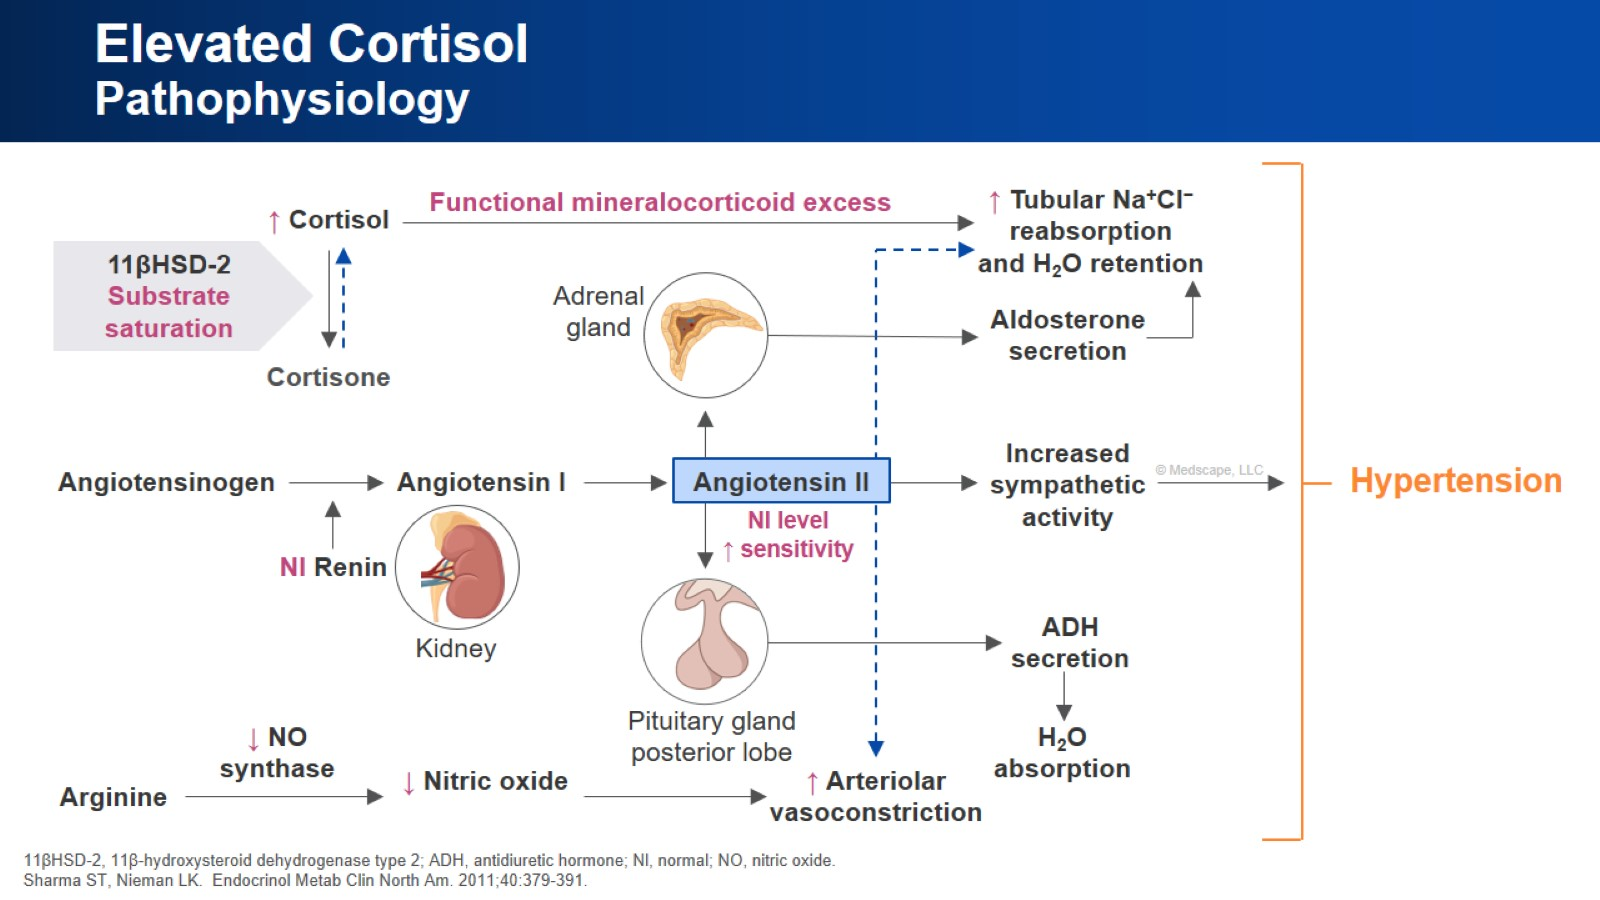 Elevated Cortisol
Pathophysiology
↑ Cortisol
Functional mineralocorticoid excess
↑ Tubular Na⁺Cl⁻
reabsorption
and H₂O retention
11βHSD-2
Substrate
saturation
Cortisone
Adrenal
gland
Aldosterone
secretion
Angiotensinogen
Angiotensin I
Angiotensin II
Increased
sympathetic
activity
© Medscape, LLC
Hypertension
NI Renin
Kidney
NI level
↑ sensitivity
Pituitary gland
posterior lobe
ADH
secretion
H₂O
absorption
Arginine
↓ NO
synthase
↓ Nitric oxide
↑ Arteriolar
vasoconstriction
11βHSD-2, 11β-hydroxysteroid dehydrogenase type 2; ADH, antidiuretic hormone; NI, normal; NO, nitric oxide.
Sharma ST, Nieman LK. Endocrinol Metab Clin North Am. 2011;40:379-391.